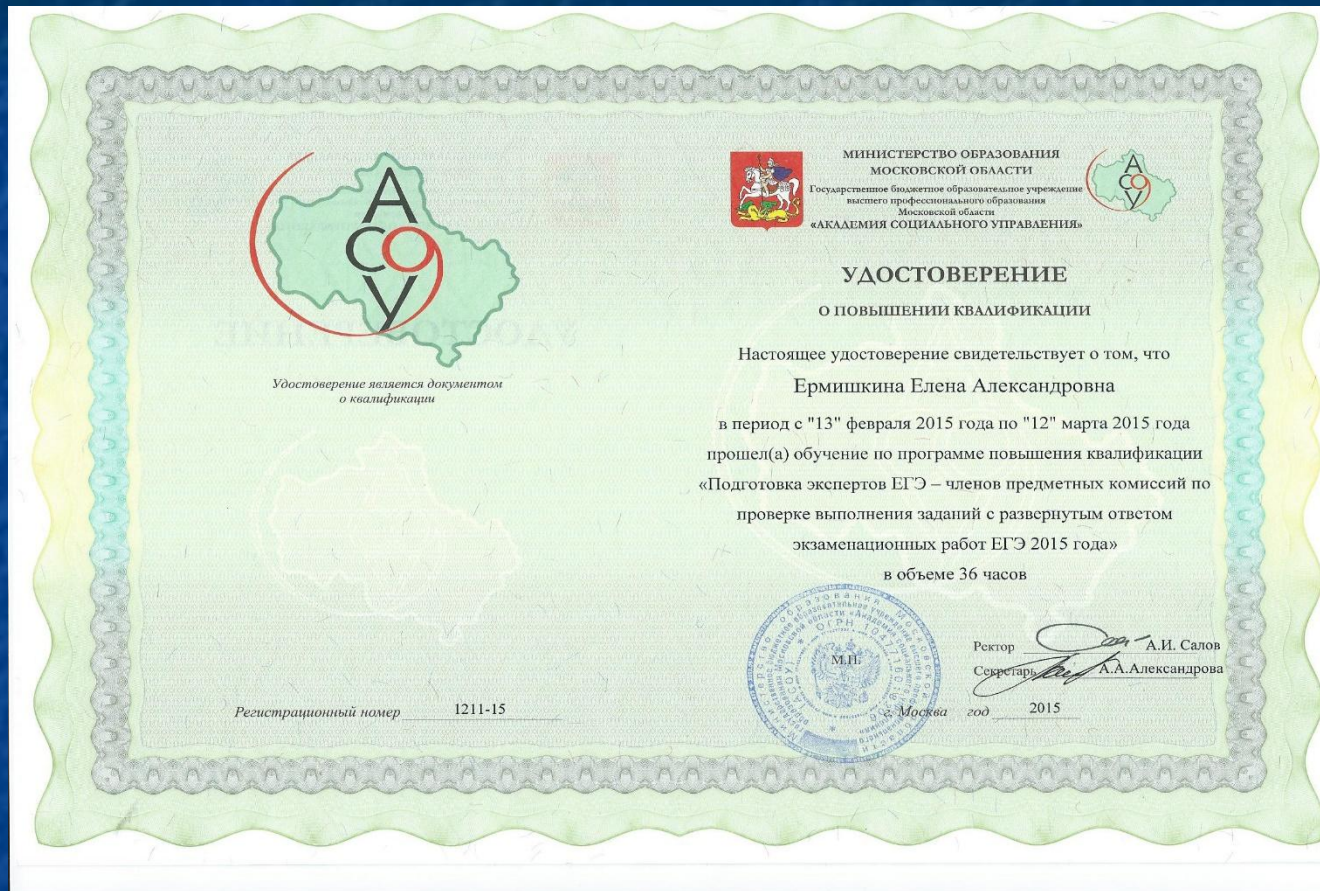 АСОУ
Удостоверение является документом
о квалификации
Регистрационный номер 1211-15
МИНИСТЕРСТВО ОБРАЗОВАНИЯ
МОСКОВСКОЙ ОБЛАСТИ
Государственное бюджетное образовательное учреждение
высшего профессионального образования
Московской области
«АКАДЕМИЯ СОЦИАЛЬНОГО УПРАВЛЕНИЯ»
АСОУ
УДОСТОВЕРЕНИЕ
О ПОВЫШЕНИИ КВАЛИФИКАЦИИ
Настоящее удостоверение свидетельствует о том, что
Ермишкина Елена Александровна
в период с "13" февраля 2015 года по "12" марта 2015 года
прошел(а) обучение по программе повышения квалификации
«Подготовка экспертов ЕГЭ – членов предметных комиссий по
проверке выполнения заданий с развернутым ответом
экзаменационных работ ЕГЭ 2015 года»
в объеме 36 часов
М.П.
Ректор А.И. Салов
Секретарь А.А.Александрова
г. Москва год 2015